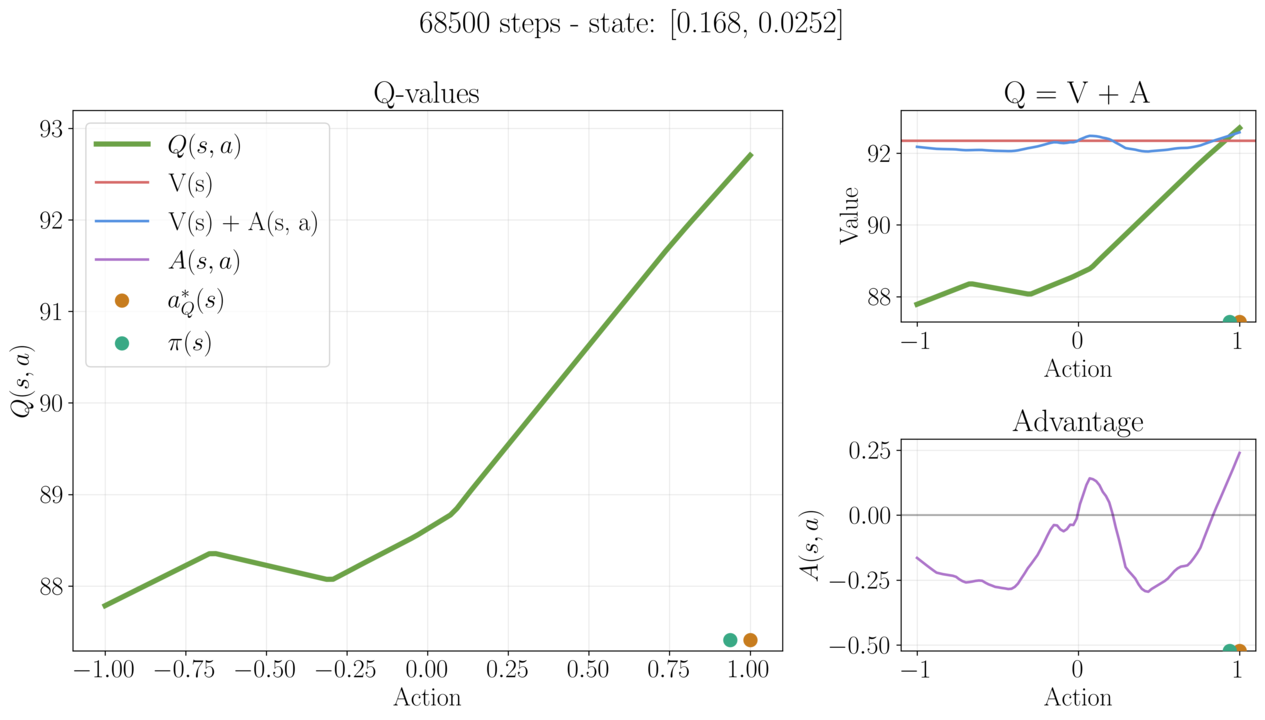 68500 steps - state: [0.168, 0.0252]
Q-values
93
92
91
90
89
88
Q(s, a)
Q(s, a)
V(s)
V(s) + A(s, a)
A(s, a)
a*Q(s)
π(s)
−1.00 −0.75 −0.50 −0.25 0.00 0.25 0.50 0.75 1.00
Action
Q = V + A
92
90
88
Value
−1 0 1
Action
Advantage
0.25
0.00
−0.25
−0.50
A(s, a)
−1 0 1
Action